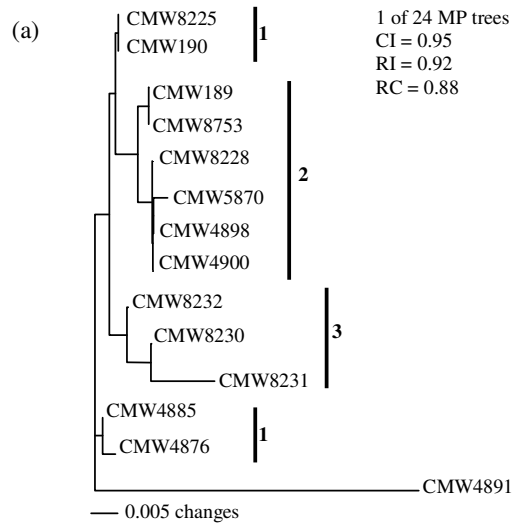 (a)
1 of 24 MP trees
CI = 0.95
RI = 0.92
RC = 0.88
CMW8225
CMW190
1
CMW189
CMW8753
CMW8228
CMW5870
CMW4898
CMW4900
2
CMW8232
CMW8230
CMW8231
3
CMW4885
CMW4876
1
CMW4891
0.005 changes